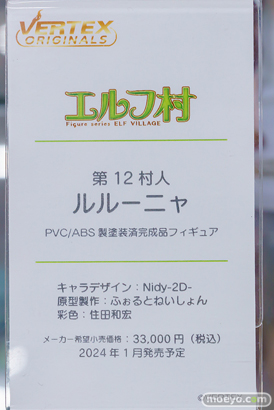 VERTEX
ORIGINALS
エルフ村
Figure series ELF VILLAGE
第12村人
ルルーニャ
PVC/ABS 製塗装済完成品フィギュア
キャラデザイン：Nidy-2D-
原型製作：ふぉるとねいしょん
彩色：住田和宏
メーカー希望小売価格：33,000円（税込）
2024年1月発売予定
moeyo.com